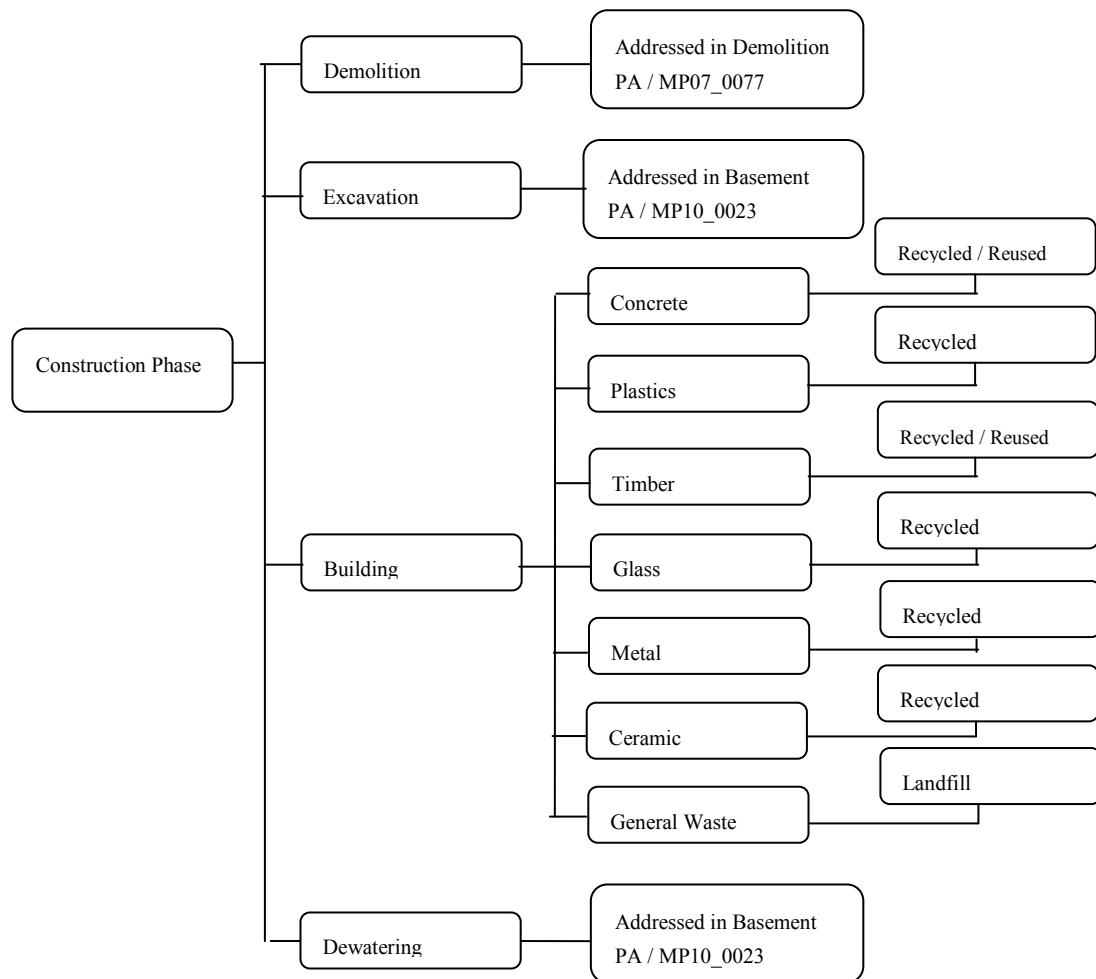 Demolition
Addressed in Demolition
PA / MP07_0077
Excavation
Addressed in Basement
PA / MP10_0023
Construction Phase
Building
Concrete
Recycled / Reused
Plastics
Recycled
Timber
Recycled / Reused
Glass
Recycled
Metal
Recycled
Ceramic
Recycled
General Waste
Landfill
Dewatering
Addressed in Basement
PA / MP10_0023